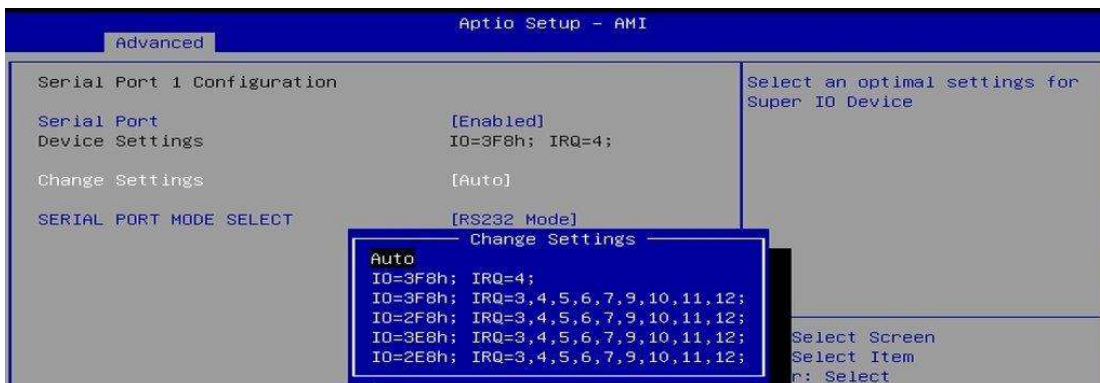 Aptio Setup – AMI
Advanced
Serial Port 1 Configuration
Serial Port [Enabled]
Device Settings IO=3F8h; IRQ=4;
Change Settings [Auto]
SERIAL PORT MODE SELECT [RS232 Mode]
Select an optimal settings for
Super IO Device
Change Settings
Auto
IO=3F8h; IRQ=4;
IO=3F8h; IRQ=3,4,5,6,7,9,10,11,12;
IO=2F8h; IRQ=3,4,5,6,7,9,10,11,12;
IO=3E8h; IRQ=3,4,5,6,7,9,10,11,12;
IO=2E8h; IRQ=3,4,5,6,7,9,10,11,12;
Select Screen
Select Item
r: Select